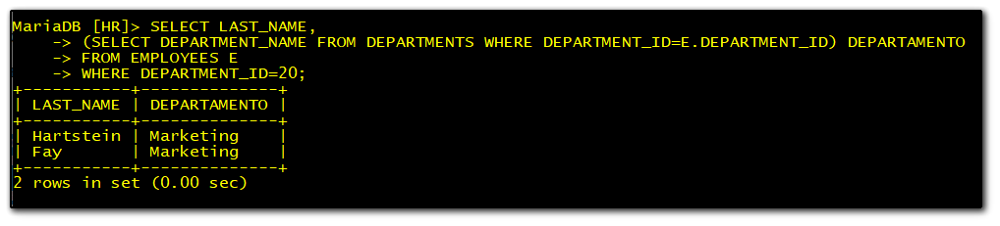 MariaDB [HR]> SELECT LAST_NAME,
    -> (SELECT DEPARTMENT_NAME FROM DEPARTMENTS WHERE DEPARTMENT_ID=E.DEPARTMENT_ID) DEPARTAMENTO
    -> FROM EMPLOYEES E
    -> WHERE DEPARTMENT_ID=20;
+-----------+--------------+
| LAST_NAME | DEPARTAMENTO |
+-----------+--------------+
| Hartstein | Marketing    |
| Fay       | Marketing    |
+-----------+--------------+
2 rows in set (0.00 sec)